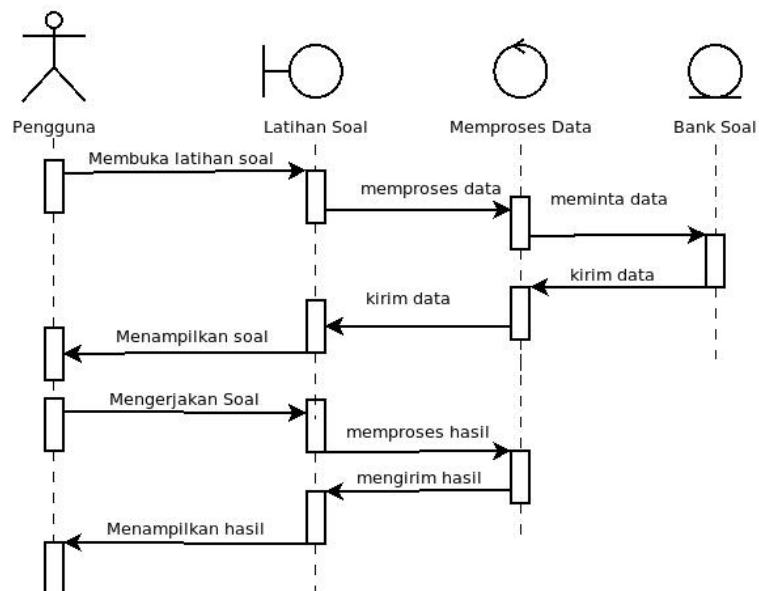 Pengguna
Latihan Soal
Memproses Data
Bank Soal
Membuka latihan soal
memproses data
meminta data
kirim data
kirim data
Menampilkan soal
Mengerjakan Soal
memproses hasil
mengirim hasil
Menampilkan hasil